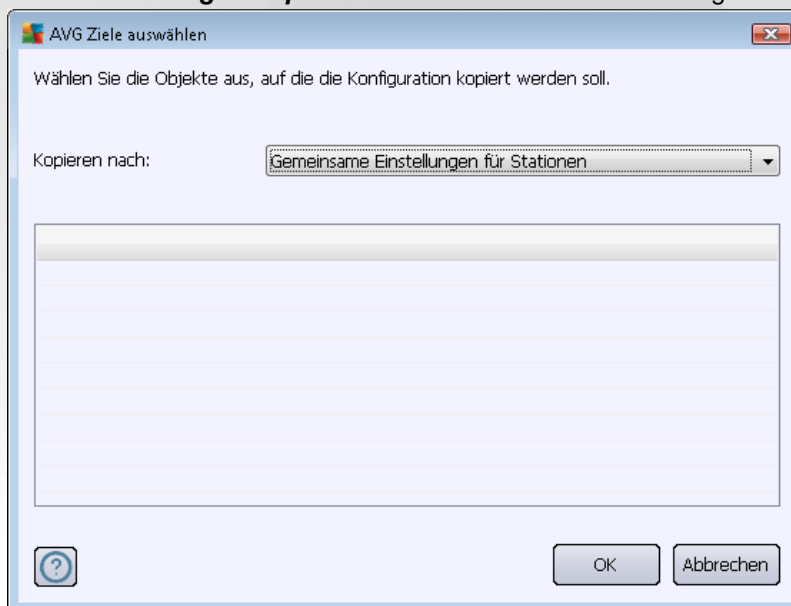 AVG Ziele auswählen
Wählen Sie die Objekte aus, auf die die Konfiguration kopiert werden soll.
Kopieren nach: Gemeinsame Einstellungen für Stationen
OK Abbrechen